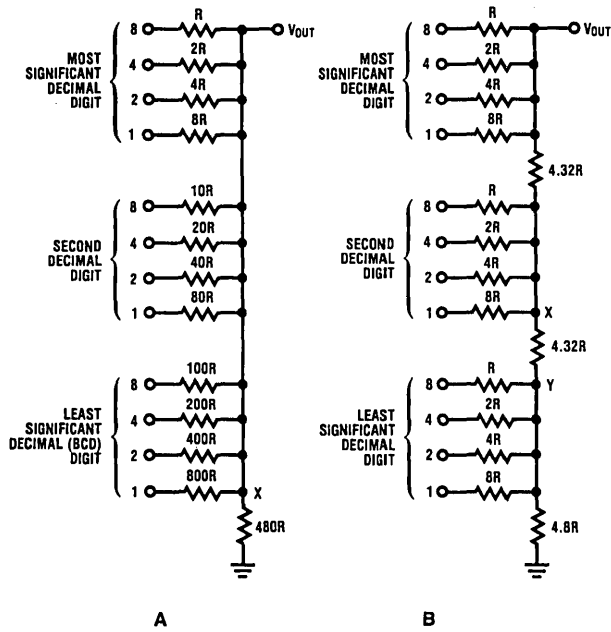 R
8
VOUT
MOST
SIGNIFICANT
DECIMAL
DIGIT
2R
4
4R
2
8R
1
10R
8
SECOND
DECIMAL
DIGIT
20R
4
40R
2
80R
1
100R
8
LEAST
SIGNIFICANT
DECIMAL (BCD)
DIGIT
200R
4
400R
2
800R
1
X
480R
A
R
8
VOUT
MOST
SIGNIFICANT
DECIMAL
DIGIT
2R
4
4R
2
8R
1
4.32R
R
8
SECOND
DECIMAL
DIGIT
2R
4
4R
2
8R
1
X
4.32R
R
8
Y
LEAST
SIGNIFICANT
DECIMAL
DIGIT
2R
4
4R
2
8R
1
4.8R
B